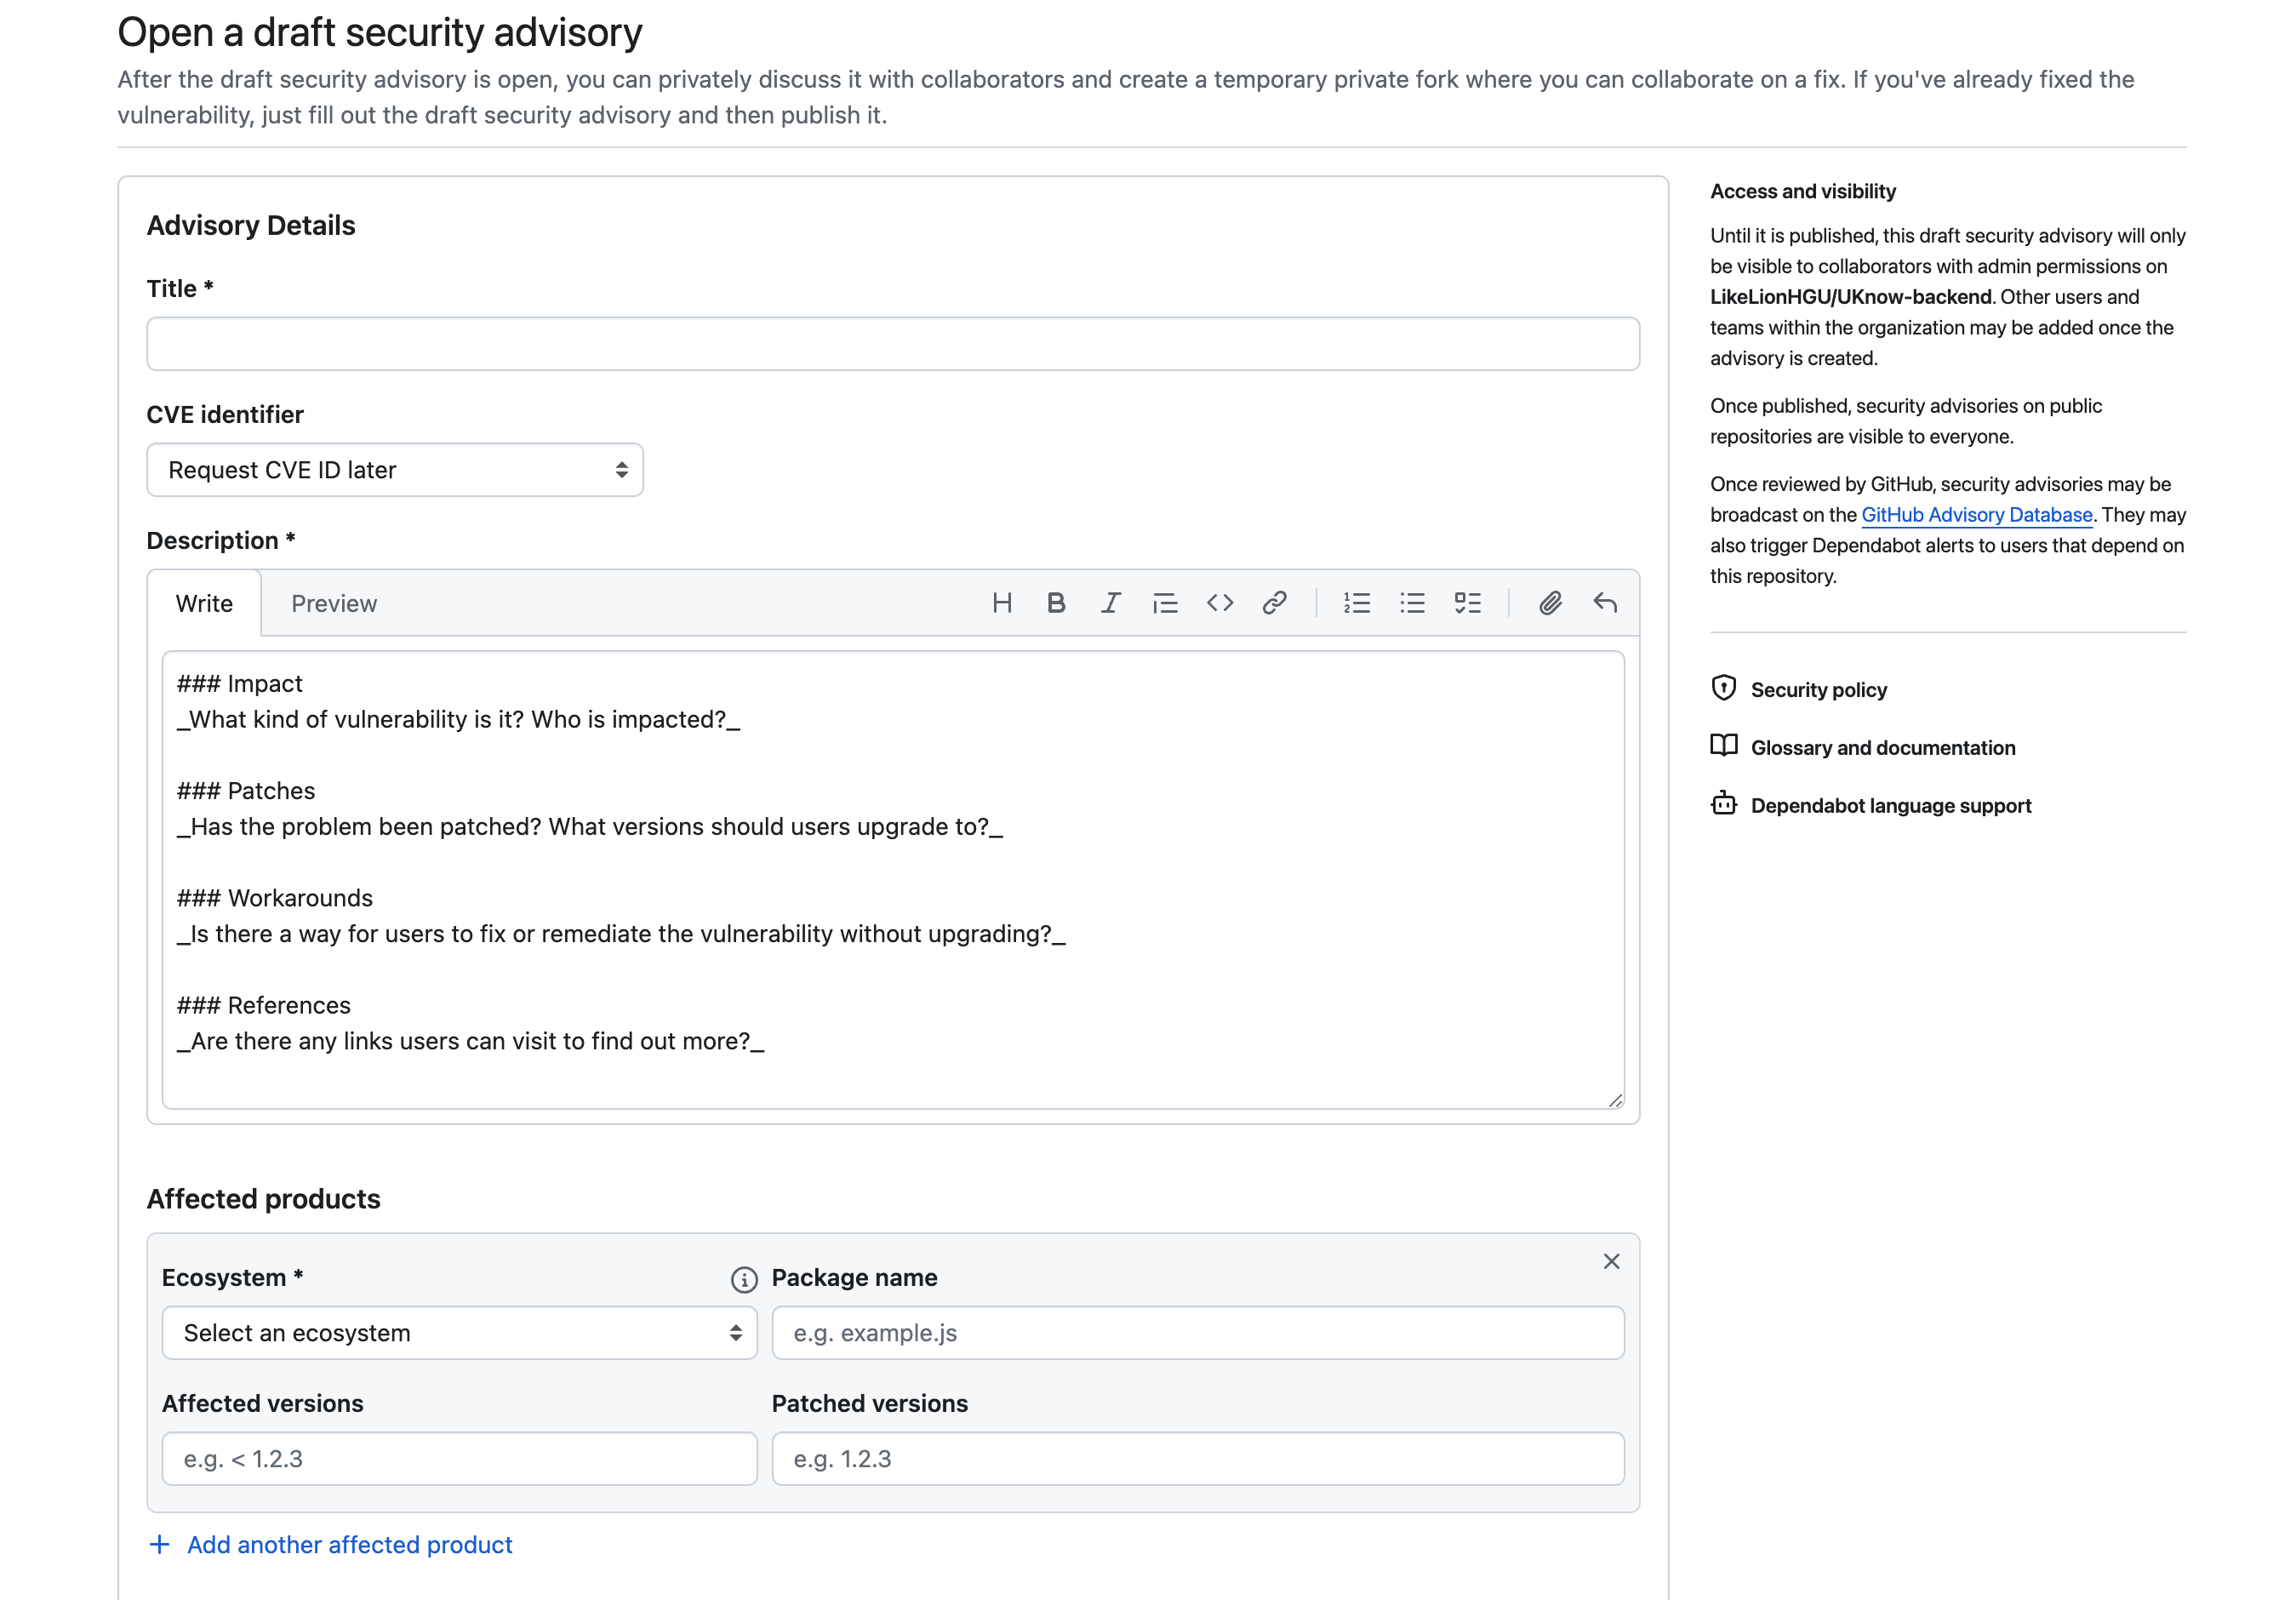 Open a draft security advisory
After the draft security advisory is open, you can privately discuss it with collaborators and create a temporary private fork where you can collaborate on a fix. If you've already fixed the
vulnerability, just fill out the draft security advisory and then publish it.
Advisory Details
Title *
CVE identifier
Request CVE ID later
Description *
Write
Preview
### Impact
_What kind of vulnerability is it? Who is impacted?_
### Patches
_Has the problem been patched? What versions should users upgrade to?_
### Workarounds
_Is there a way for users to fix or remediate the vulnerability without upgrading?_
### References
_Are there any links users can visit to find out more?_
Affected products
Ecosystem *
Package name
Select an ecosystem
e.g. example.js
Affected versions
Patched versions
e.g. < 1.2.3
e.g. 1.2.3
Add another affected product
Access and visibility
Until it is published, this draft security advisory will only
be visible to collaborators with admin permissions on
LikeLionHGU/UKnow-backend. Other users and
teams within the organization may be added once the
advisory is created.
Once published, security advisories on public
repositories are visible to everyone.
Once reviewed by GitHub, security advisories may be
broadcast on the GitHub Advisory Database. They may
also trigger Dependabot alerts to users that depend on
this repository.
Security policy
Glossary and documentation
Dependabot language support